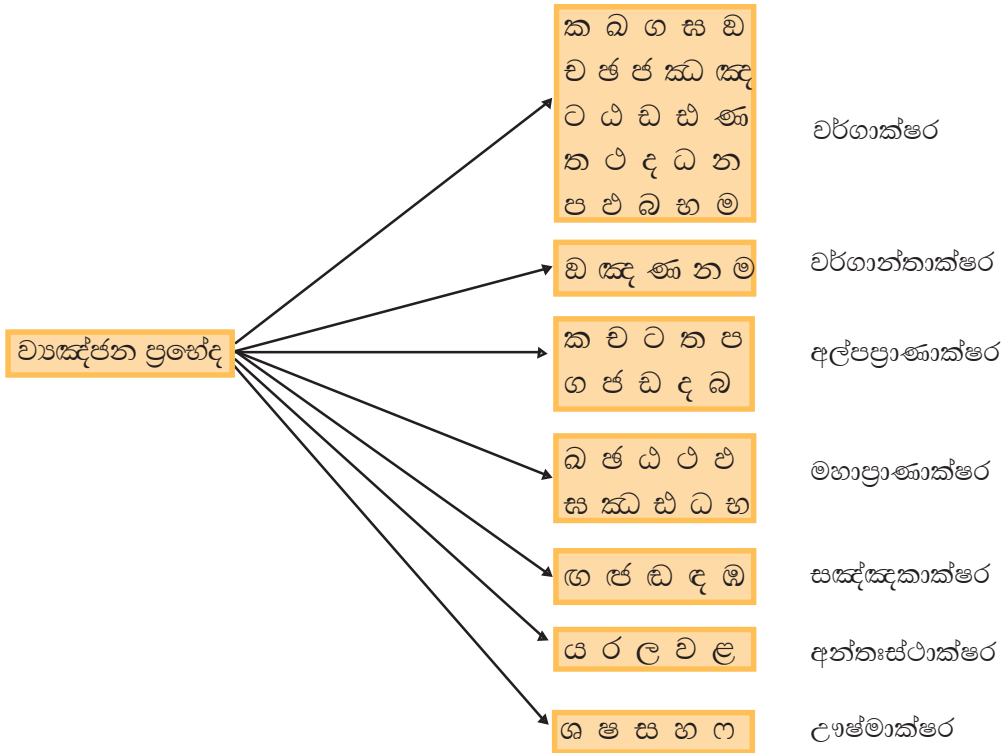 ව්‍යඤ්ජන ප්‍රභේද
ක ඛ ග ඝ ඞ
ච ඡ ජ ඣ ඤ
ට ඨ ඩ ඪ ණ
ත ථ ද ධ න
ප ඵ බ භ ම
වර්ගාක්ෂර
ඞ ඤ ණ න ම
වර්ගාන්තාක්ෂර
ක ච ට ත ප
ග ජ ඩ ද බ
අල්පප්‍රාණාක්ෂර
ඛ ඡ ඨ ථ ඵ
ඝ ඣ ඪ ධ භ
මහාප්‍රාණාක්ෂර
ඟ ඦ ඬ ඳ ඹ
සඤ්ඤකාක්ෂර
ය ර ල ව ළ
අන්තඃස්ථාක්ෂර
ශ ෂ ස හ ෆ
ඌෂ්මාක්ෂර